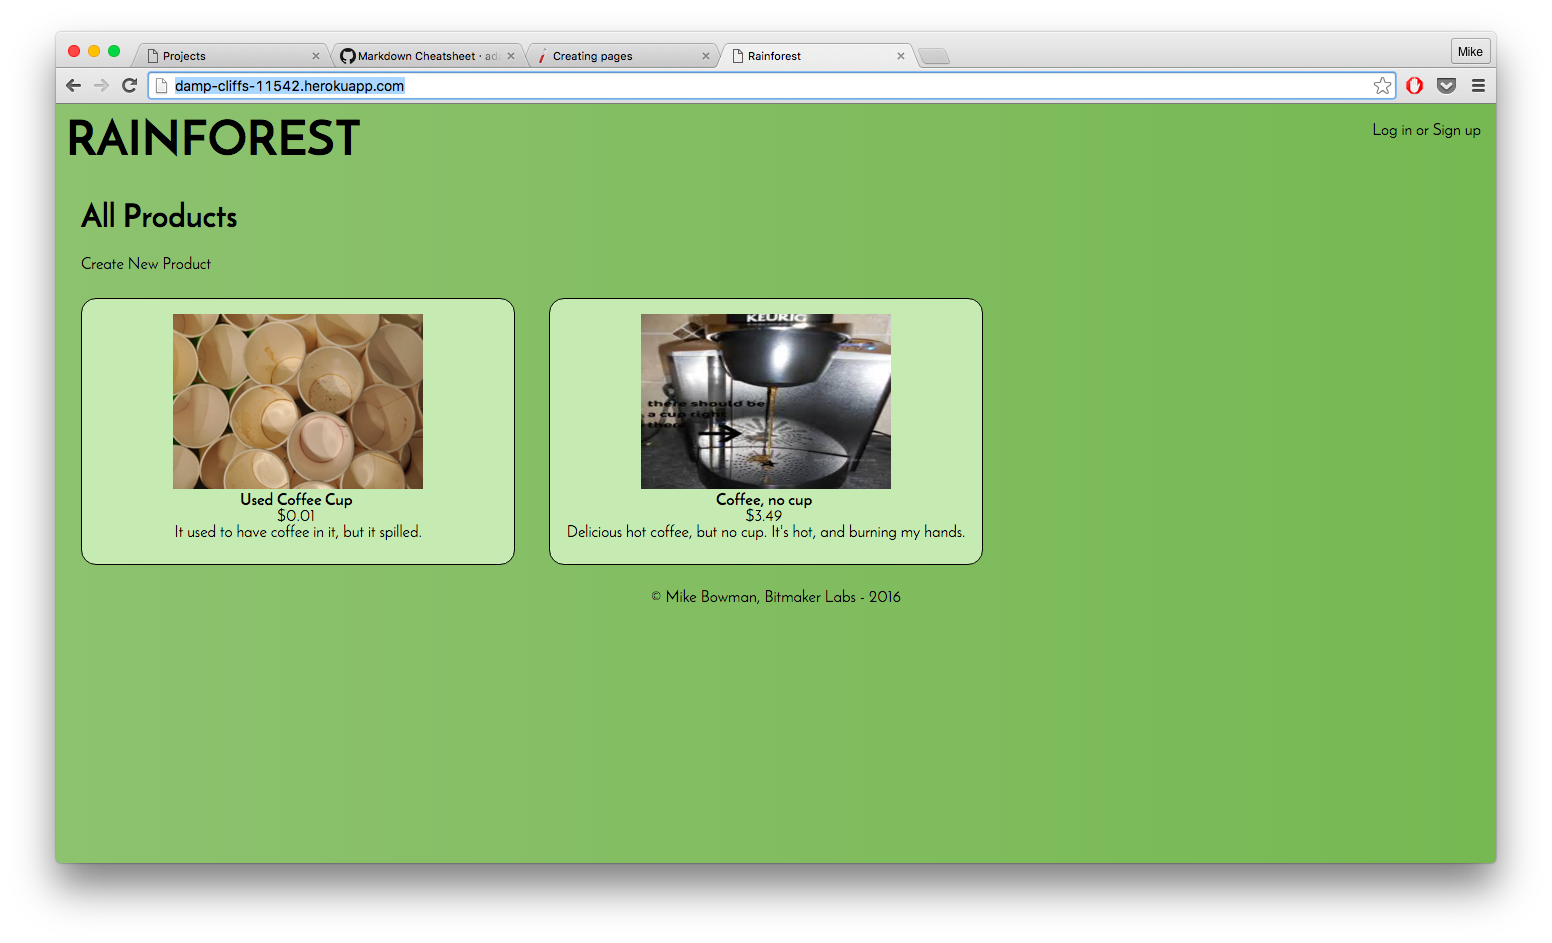 Projects
Markdown Cheatsheet · ad
Creating pages
Rainforest
Mike
damp-cliffs-11542.herokuapp.com
RAINFOREST
Log in or Sign up
All Products
Create New Product
KEURIG
there should be
a cup right
there
Used Coffee Cup
$0.01
It used to have coffee in it, but it spilled.
Coffee, no cup
$3.49
Delicious hot coffee, but no cup. It's hot, and burning my hands.
© Mike Bowman, Bitmaker Labs - 2016